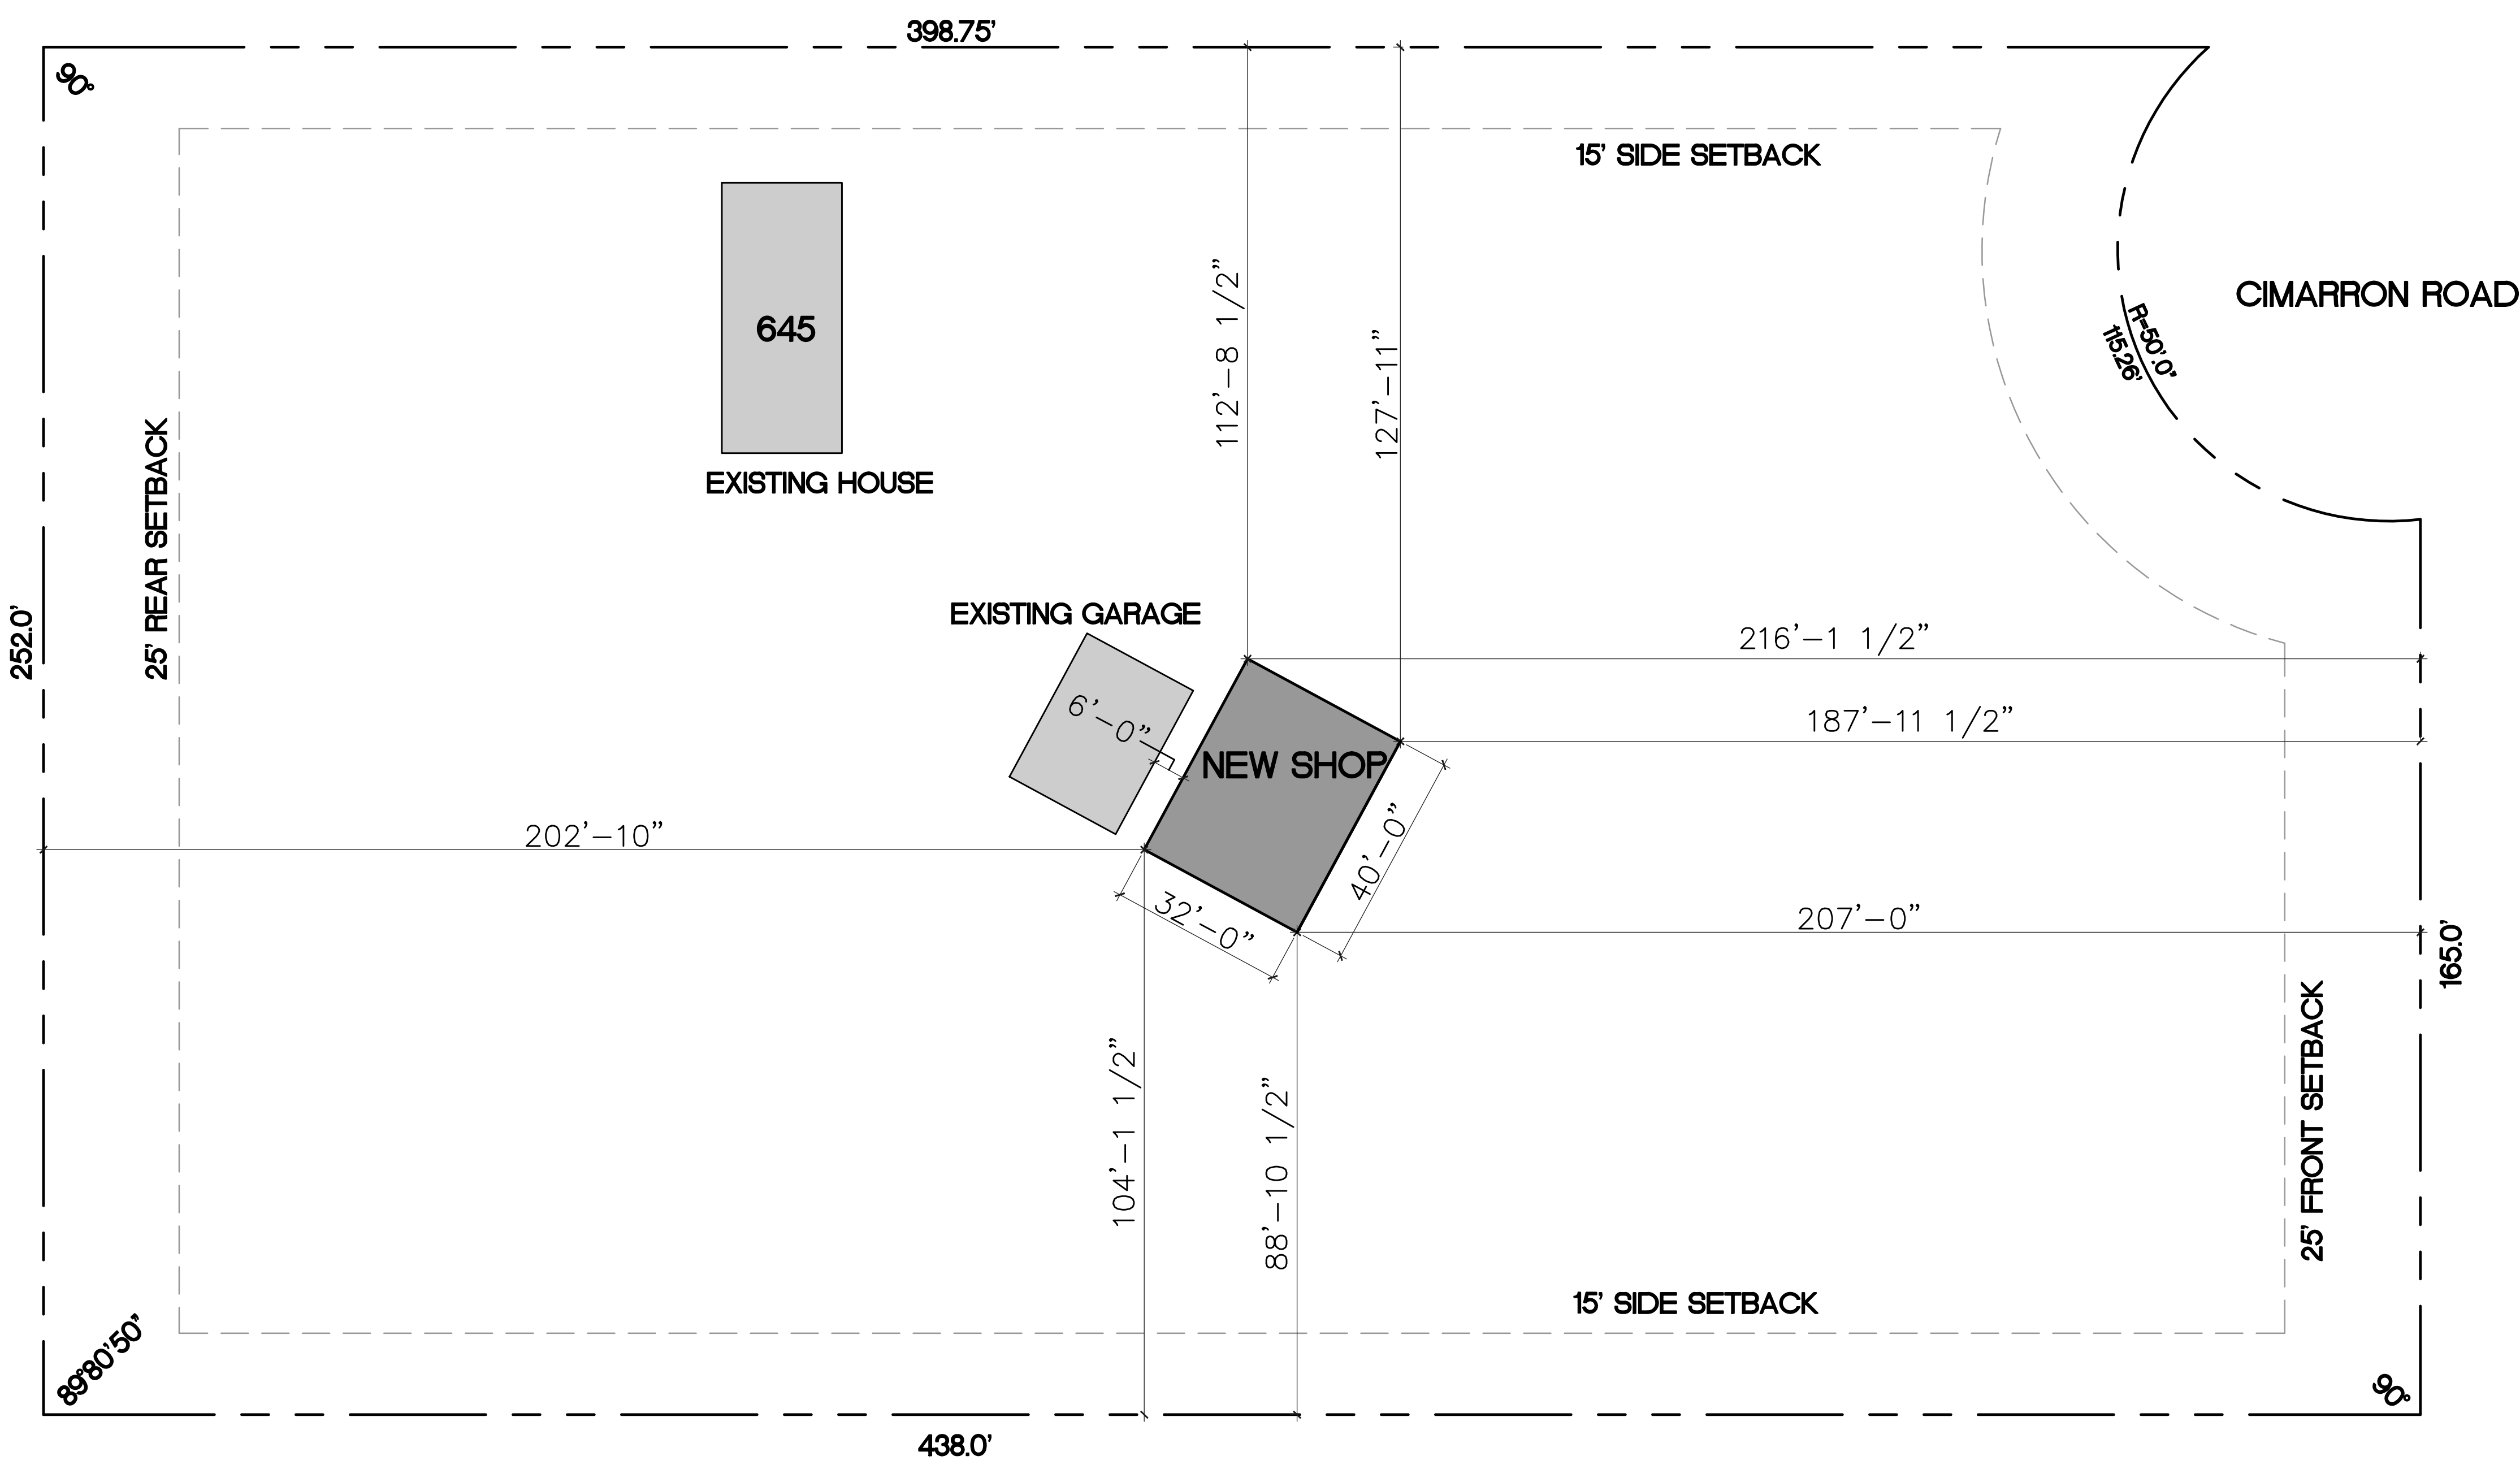 398.75'
90°
15' SIDE SETBACK
CIMARRON ROAD
R=50'.0"
115.26'
645
EXISTING HOUSE
112'-8 1/2"
127'-11"
25' REAR SETBACK
252.0'
EXISTING GARAGE
216'-1 1/2"
187'-11 1/2"
6'-0"
NEW SHOP
202'-10"
40'-0"
32'-0"
207'-0"
165.0'
104'-1 1/2"
88'-10 1/2"
25' FRONT SETBACK
15' SIDE SETBACK
89°80'50"
90°
438.0'